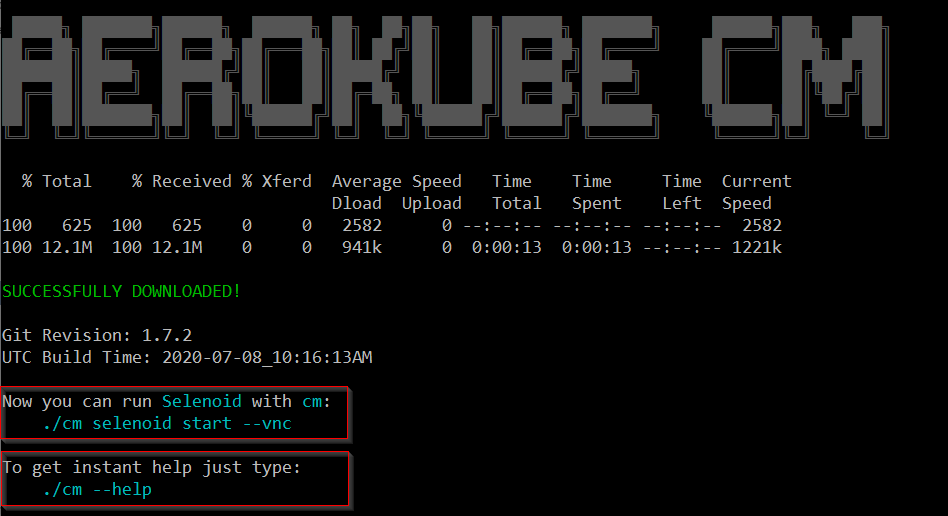 AEROKUBE CM
% Total % Received % Xferd Average Speed Time Time Time Current
Dload Upload Total Spent Left Speed
100 625 100 625 0 0 2582 0 --:--:-- --:--:-- --:--:-- 2582
100 12.1M 100 12.1M 0 0 941k 0 0:00:13 0:00:13 --:--:-- 1221k
SUCCESSFULLY DOWNLOADED!
Git Revision: 1.7.2
UTC Build Time: 2020-07-08_10:16:13AM
Now you can run Selenoid with cm:
./cm selenoid start --vnc
To get instant help just type:
./cm --help